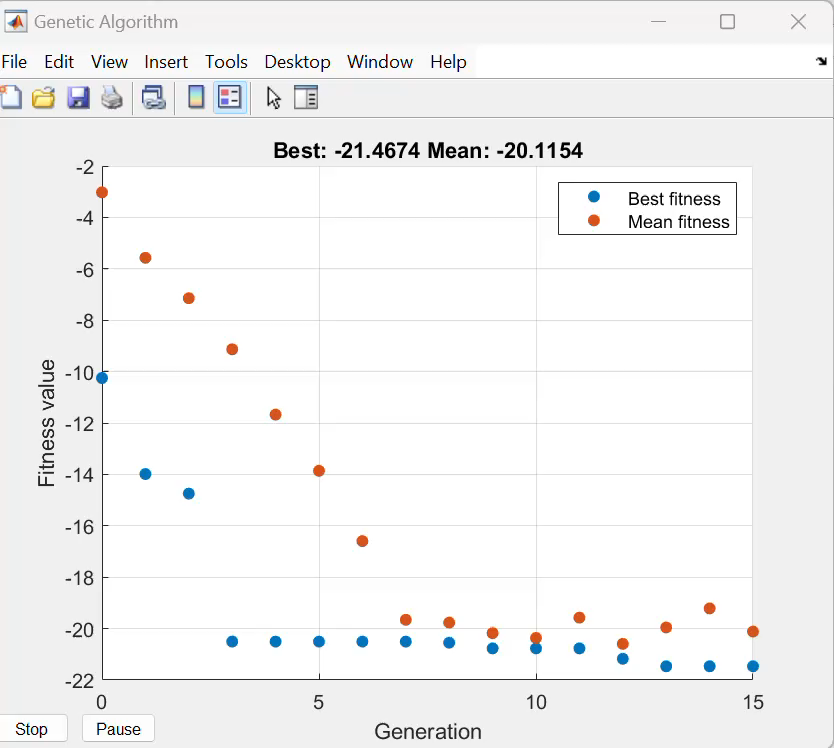 Genetic Algorithm
File Edit View Insert Tools Desktop Window Help
Best: -21.4674 Mean: -20.1154
Best fitness
Mean fitness
-2
-4
-6
-8
-10
-12
-14
-16
-18
-20
-22
Fitness value
0 5 10 15
Generation
Stop Pause